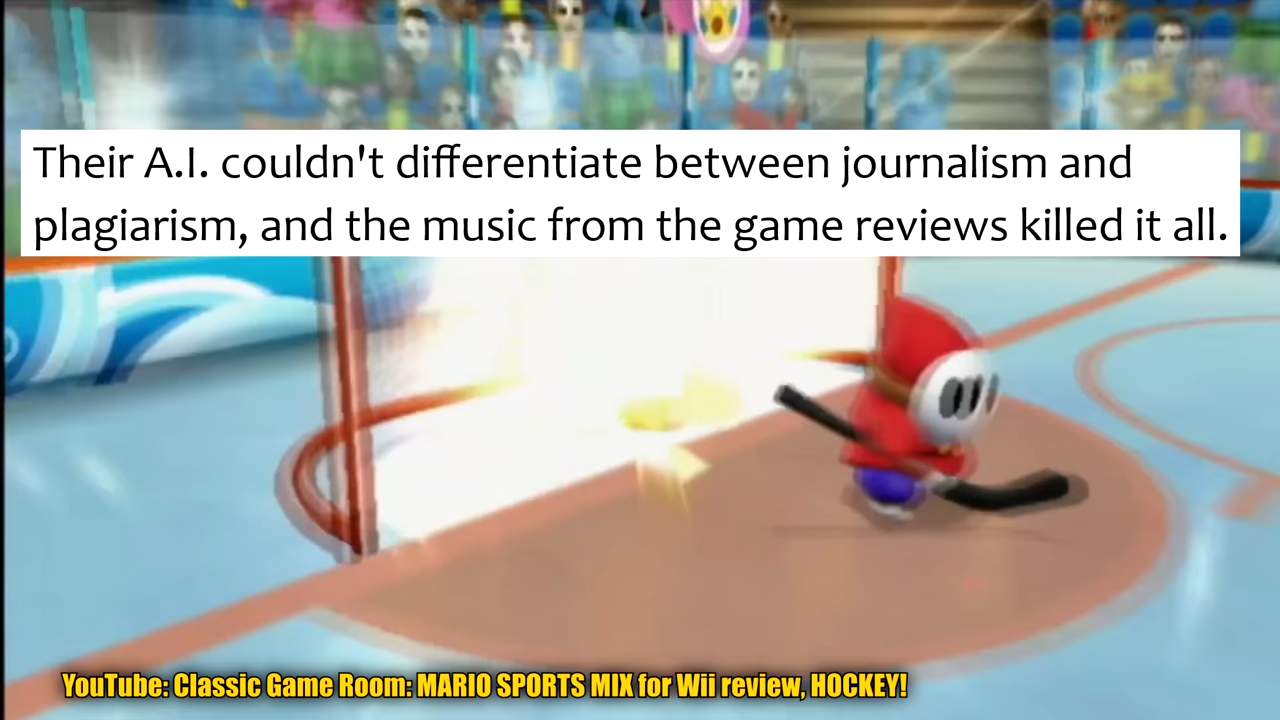 Their A.I. couldn't differentiate between journalism and
plagiarism, and the music from the game reviews killed it all.
YouTube: Classic Game Room: MARIO SPORTS MIX for Wii review, HOCKEY!